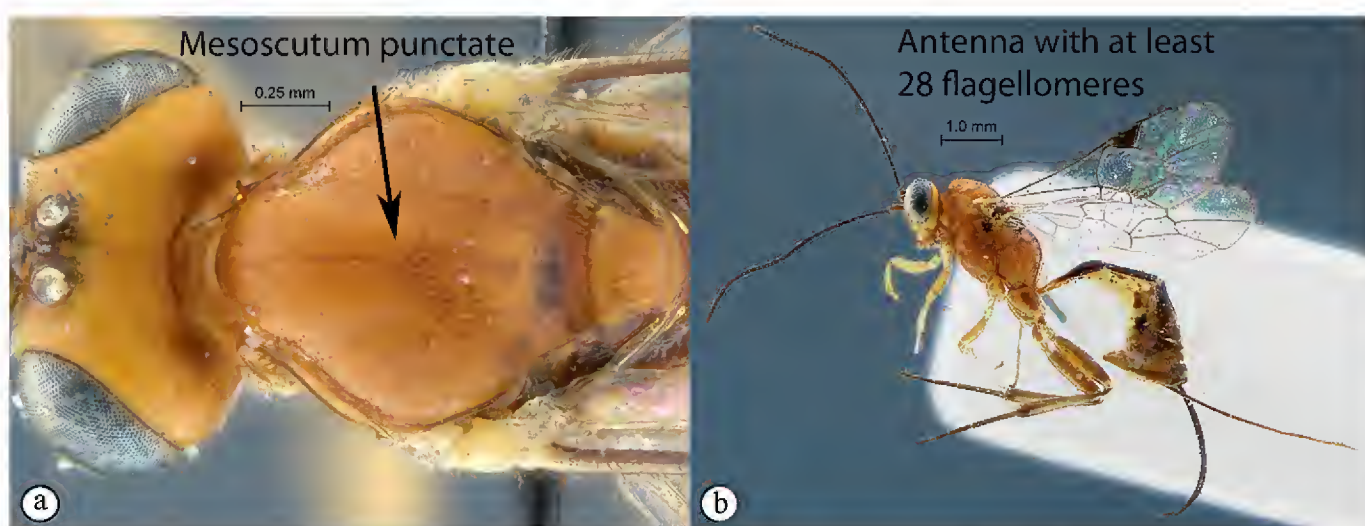 Mesoscutum punctate
0.25 mm
a
Antenna with at least
28 flagellomeres
1.0 mm
b